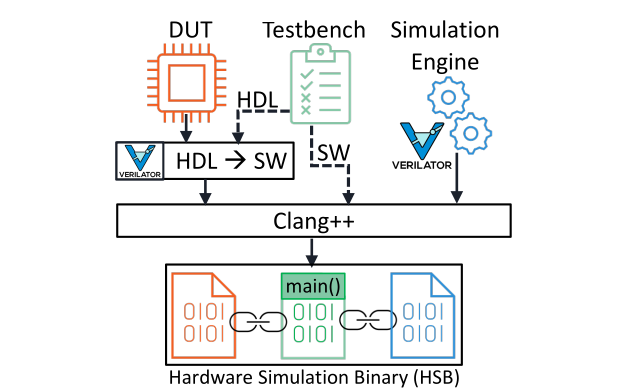 DUT
Testbench
Simulation
Engine
HDL
SW
VERILATOR
HDL → SW
VERILATOR
Clang++
main()
0101
0101
0101
0101
0101
0101
Hardware Simulation Binary (HSB)